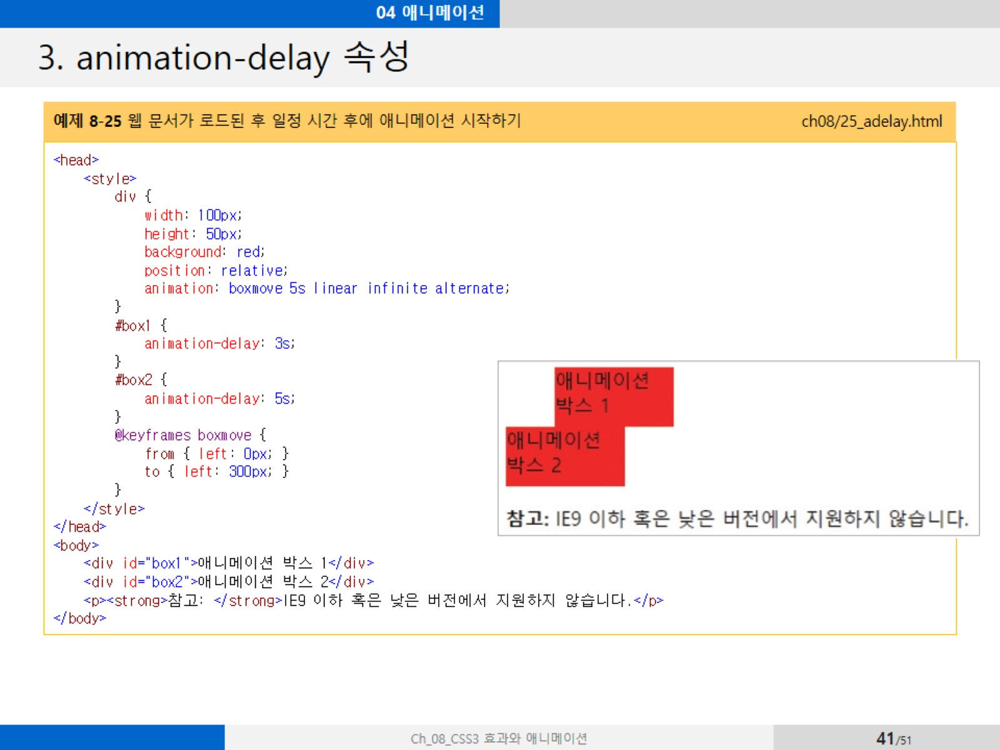 04 애니메이션
3. animation-delay 속성
예제 8-25 웹 문서가 로드된 후 일정 시간 후에 애니메이션 시작하기 ch08/25_adelay.html
<head>
<style>
div {
width: 100px;
height: 50px;
background: red;
position: relative;
animation: boxmove 5s linear infinite alternate;
}
#box1 {
animation-delay: 3s;
}
#box2 {
animation-delay: 5s;
}
@keyframes boxmove {
from { left: 0px; }
to { left: 300px; }
}
</style>
</head>
<body>
<div id="box1">애니메이션 박스 1</div>
<div id="box2">애니메이션 박스 2</div>
<p><strong>참고: </strong>IE9 이하 혹은 낮은 버전에서 지원하지 않습니다.</p>
</body>
애니메이션
박스 1
애니메이션
박스 2
참고: IE9 이하 혹은 낮은 버전에서 지원하지 않습니다.
Ch_08_CSS3 효과와 애니메이션
41/51